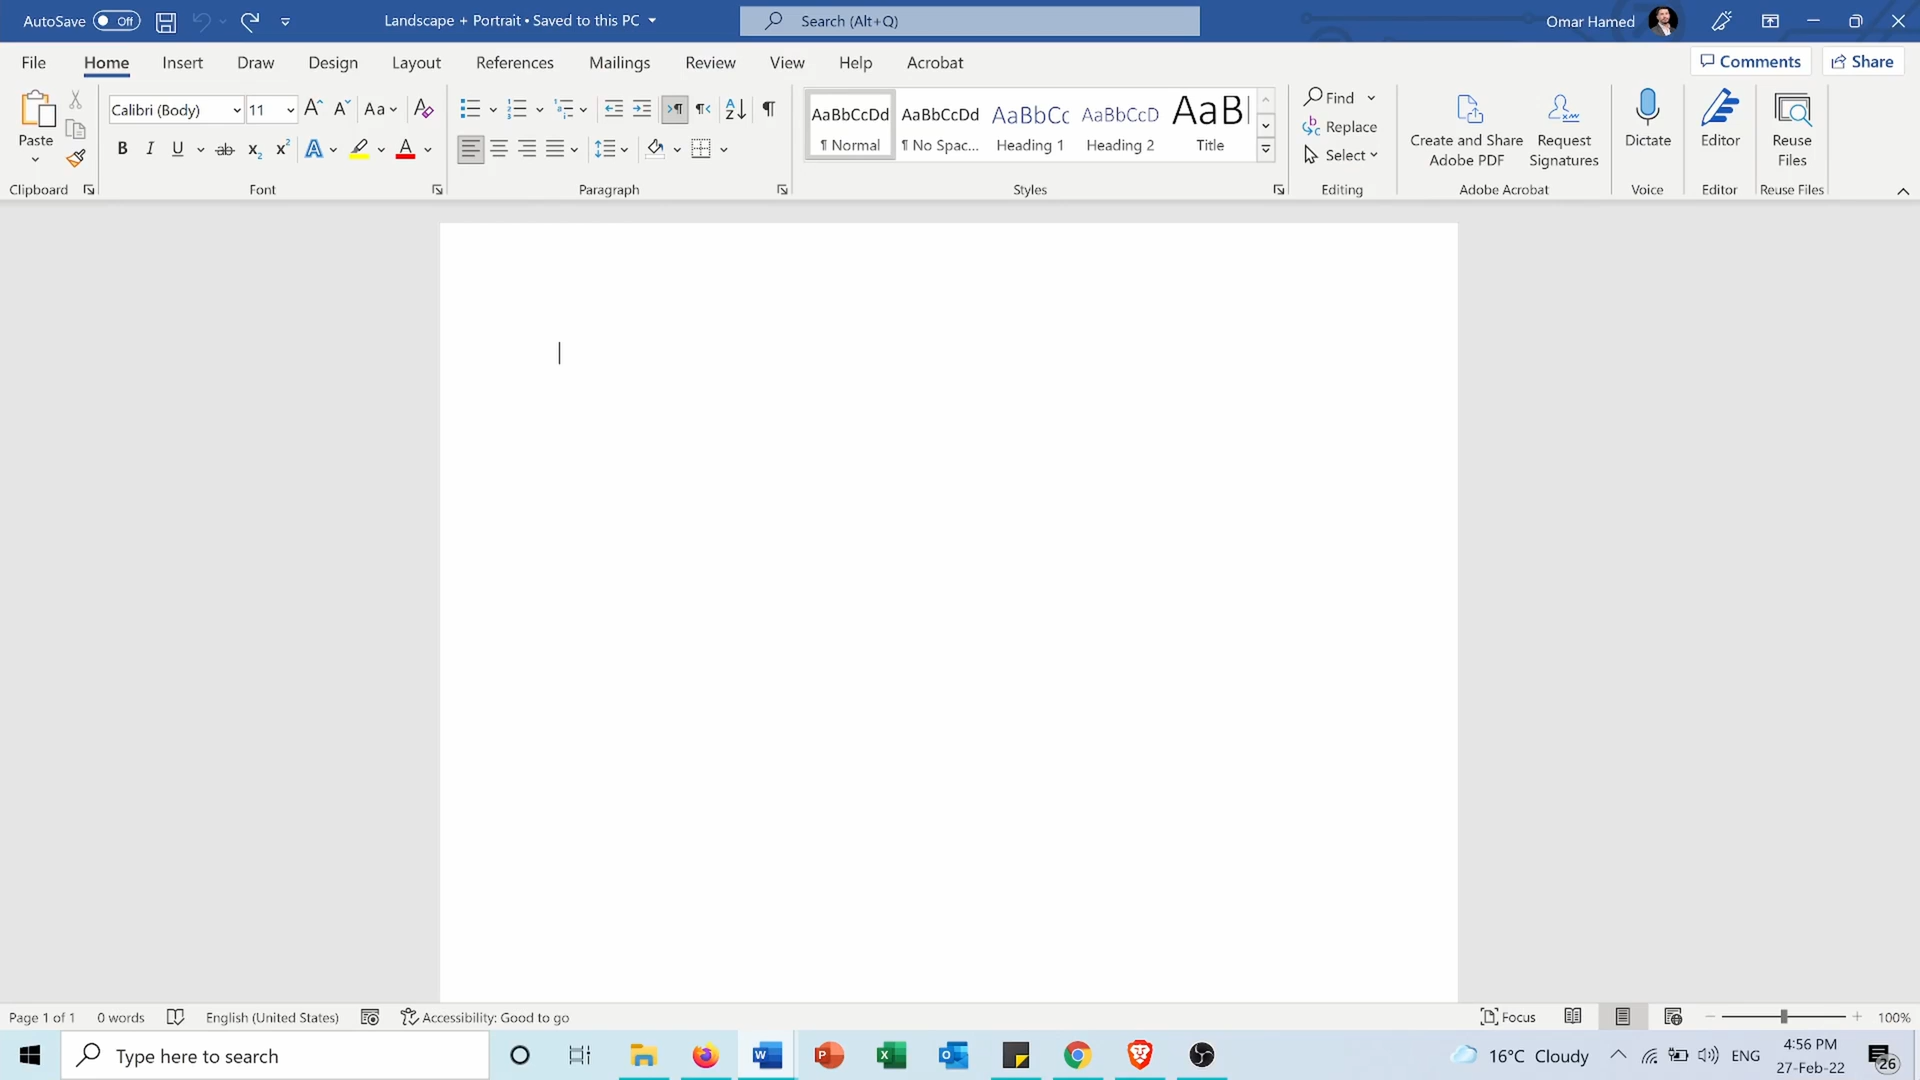 AutoSave Off Landscape + Portrait • Saved to this PC Search (Alt+Q) Omar Hamed
File Home Insert Draw Design Layout References Mailings Review View Help Acrobat Comments Share
Paste
Clipboard
Calibri (Body) 11
Aa
B I U ab x₂ x² A A
Font
Paragraph
AaBbCcDd AaBbCcDd AaBbCc AaBbCcD AaB
¶ Normal ¶ No Spac... Heading 1 Heading 2 Title
Styles
Find
Replace
Select
Editing
Create and Share Adobe PDF
Request Signatures
Adobe Acrobat
Dictate
Voice
Editor
Editor
Reuse Files
Reuse Files
Page 1 of 1 0 words English (United States) Accessibility: Good to go Focus 100%
Type here to search 16°C Cloudy ENG 4:56 PM
27-Feb-22 26